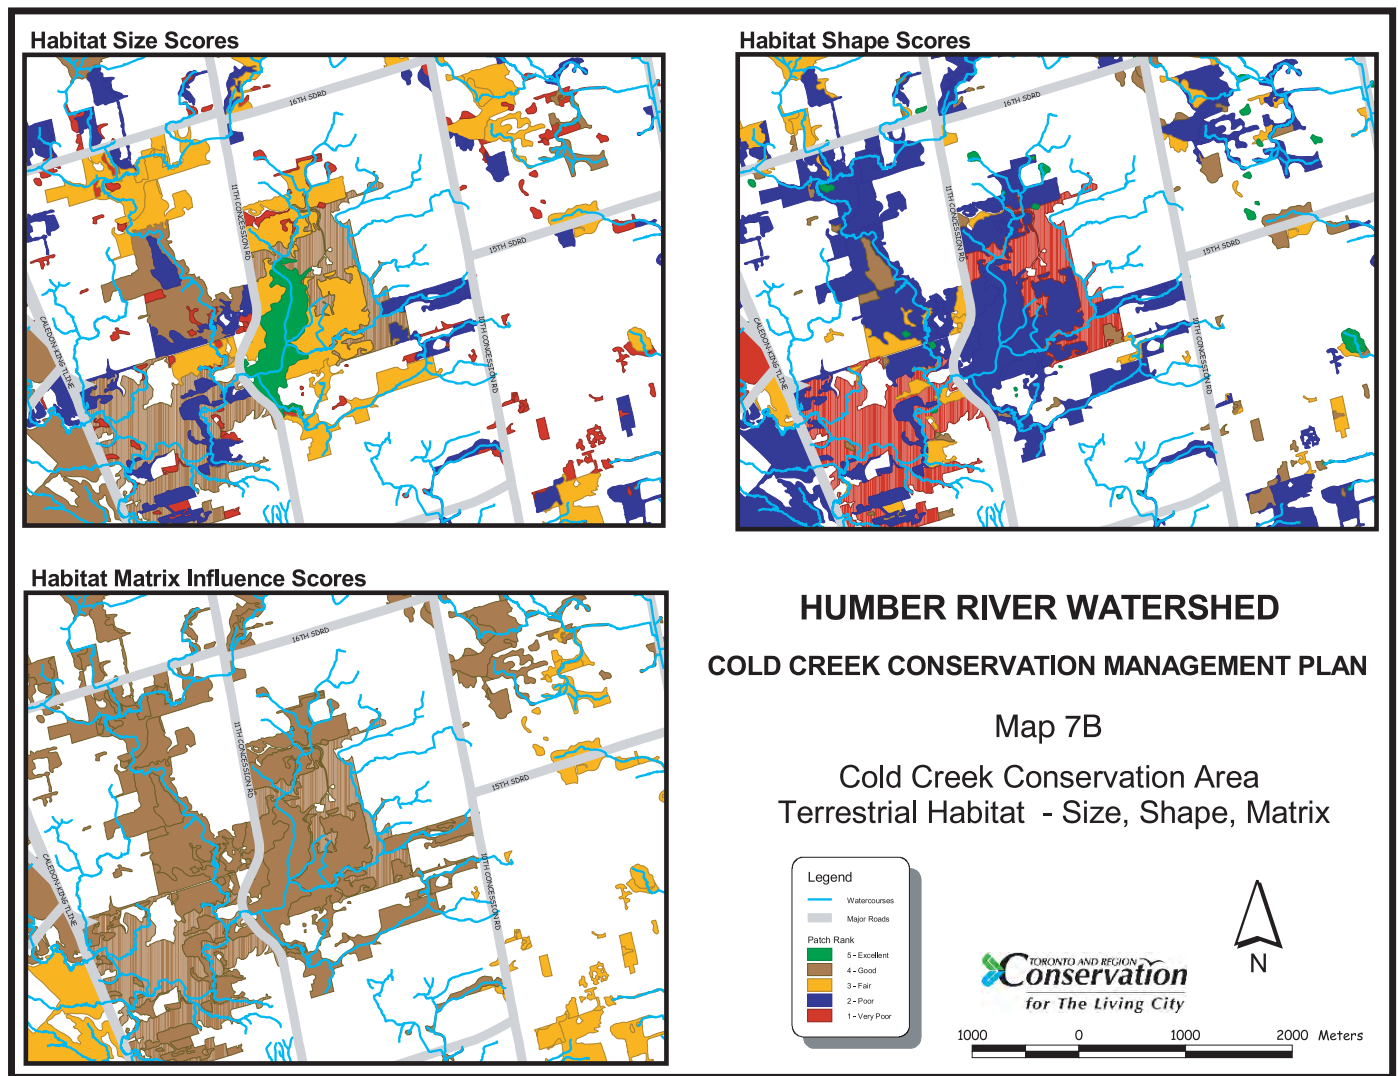 Habitat Size Scores
16TH SDRD
11TH CONCESSION RD
15TH SDRD
CALEDON-KING TLINE
10TH CONCESSION RD
Habitat Shape Scores
16TH SDRD
11TH CONCESSION RD
15TH SDRD
CALEDON-KING TLINE
10TH CONCESSION RD
Habitat Matrix Influence Scores
16TH SDRD
11TH CONCESSION RD
15TH SDRD
CALEDON-KING TLINE
10TH CONCESSION RD
HUMBER RIVER WATERSHED
COLD CREEK CONSERVATION MANAGEMENT PLAN
Map 7B
Cold Creek Conservation Area
Terrestrial Habitat - Size, Shape, Matrix
Legend
Watercourses
Major Roads
Patch Rank
5 - Excellent
4 - Good
3 - Fair
2 - Poor
1 - Very Poor
TORONTO AND REGION
Conservation
for The Living City
N
1000 0 1000 2000 Meters